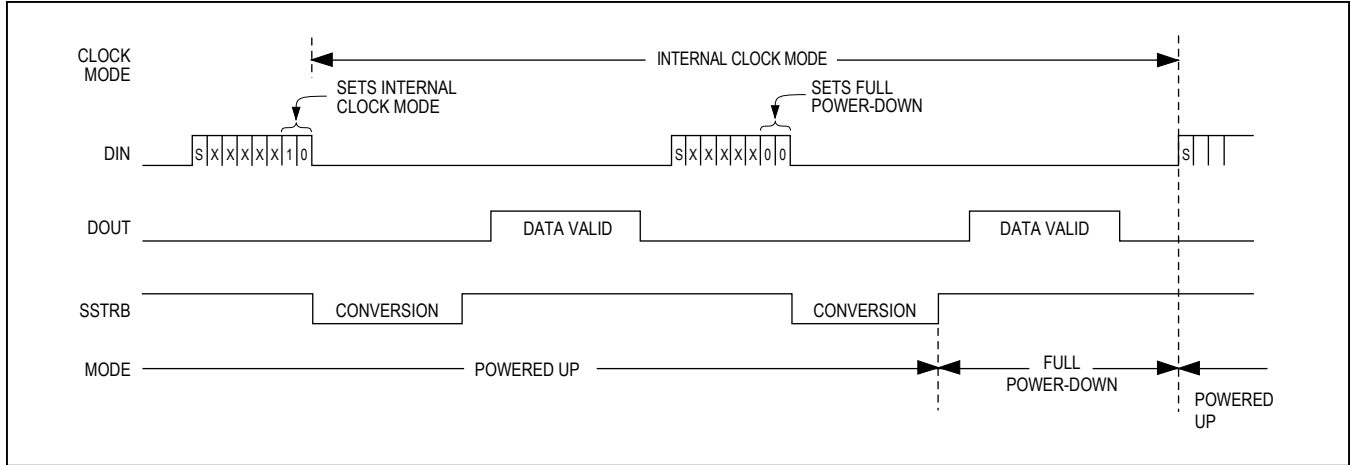 CLOCK
MODE
INTERNAL CLOCK MODE
SETS INTERNAL
CLOCK MODE
SETS FULL
POWER-DOWN
DIN
S X X X X X 1 0
S X X X X X 0 0
S
DOUT
DATA VALID
DATA VALID
SSTRB
CONVERSION
CONVERSION
MODE
POWERED UP
FULL
POWER-DOWN
POWERED
UP